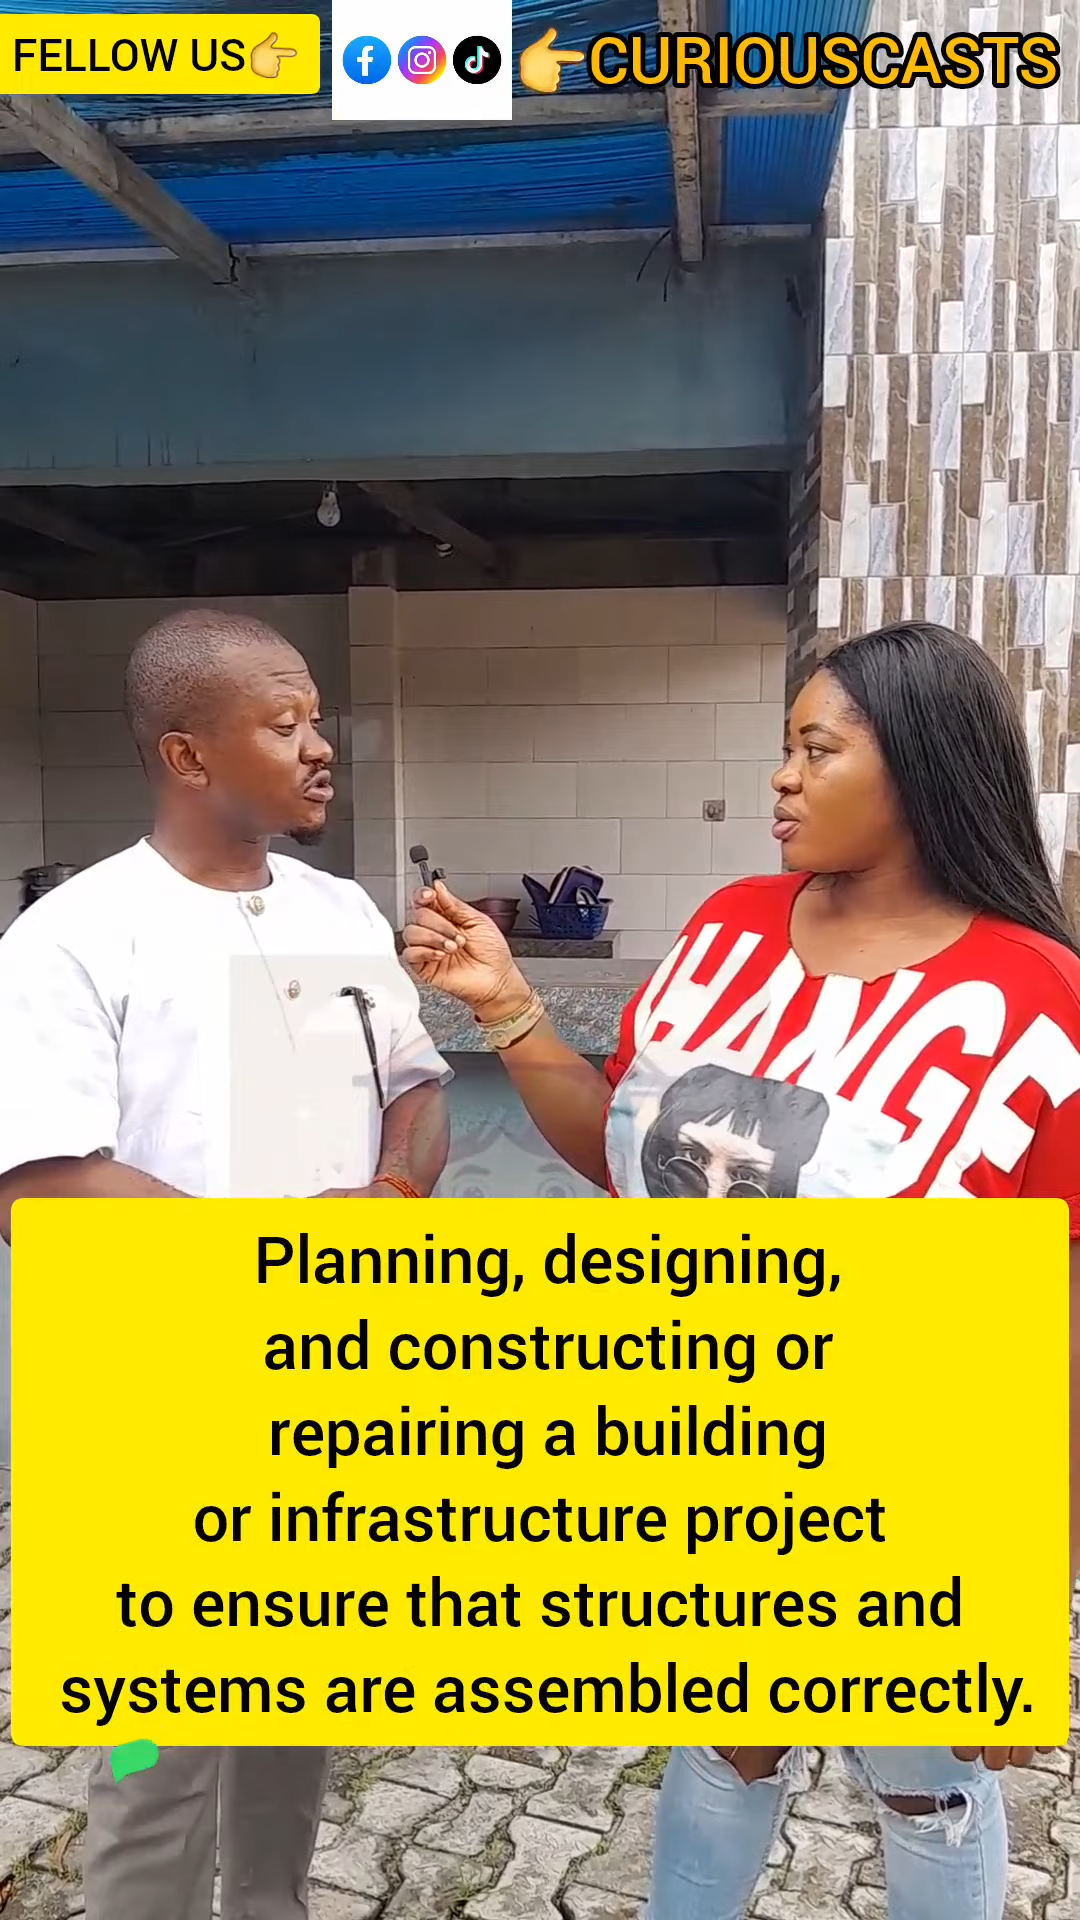 FELLOW US
CURIOUSCASTS
HANGE
Planning, designing,
and constructing or
repairing a building
or infrastructure project
to ensure that structures and
systems are assembled correctly.